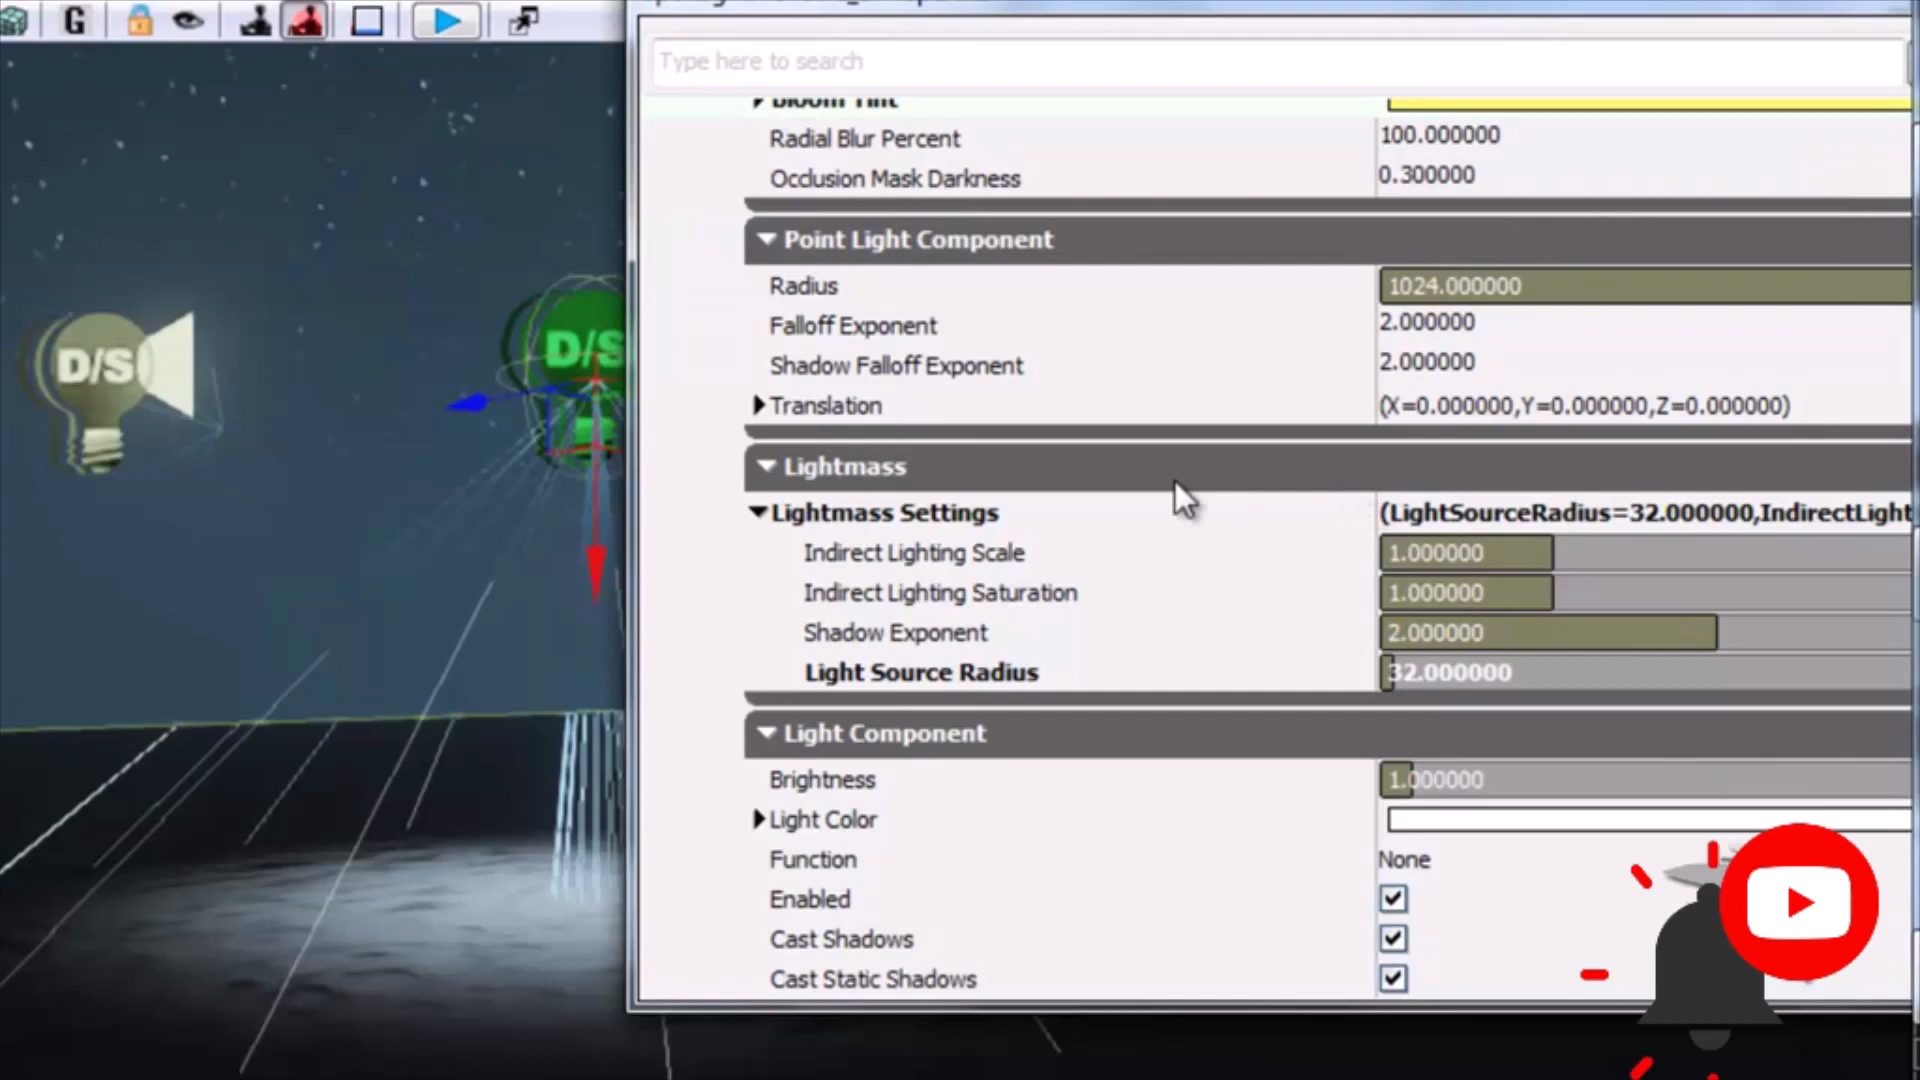 G
Type here to search
Bloom Tint
Radial Blur Percent 100.000000
Occlusion Mask Darkness 0.300000
Point Light Component
Radius 1024.000000
Falloff Exponent 2.000000
Shadow Falloff Exponent 2.000000
Translation (X=0.000000,Y=0.000000,Z=0.000000)
Lightmass
Lightmass Settings (LightSourceRadius=32.000000,IndirectLight
Indirect Lighting Scale 1.000000
Indirect Lighting Saturation 1.000000
Shadow Exponent 2.000000
Light Source Radius 32.000000
Light Component
Brightness 1.000000
Light Color
Function None
Enabled
Cast Shadows
Cast Static Shadows
D/S
D/S